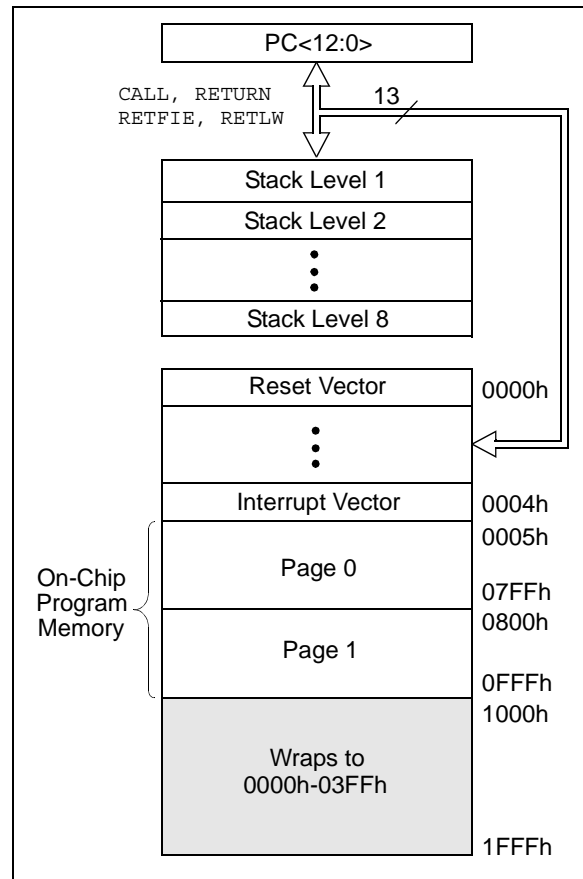 PC<12:0>
CALL, RETURN
RETFIE, RETLW
13
Stack Level 1
Stack Level 2
Stack Level 8
Reset Vector
0000h
Interrupt Vector
0004h
0005h
On-Chip
Program
Memory
Page 0
07FFh
0800h
Page 1
0FFFh
1000h
Wraps to
0000h-03FFh
1FFFh